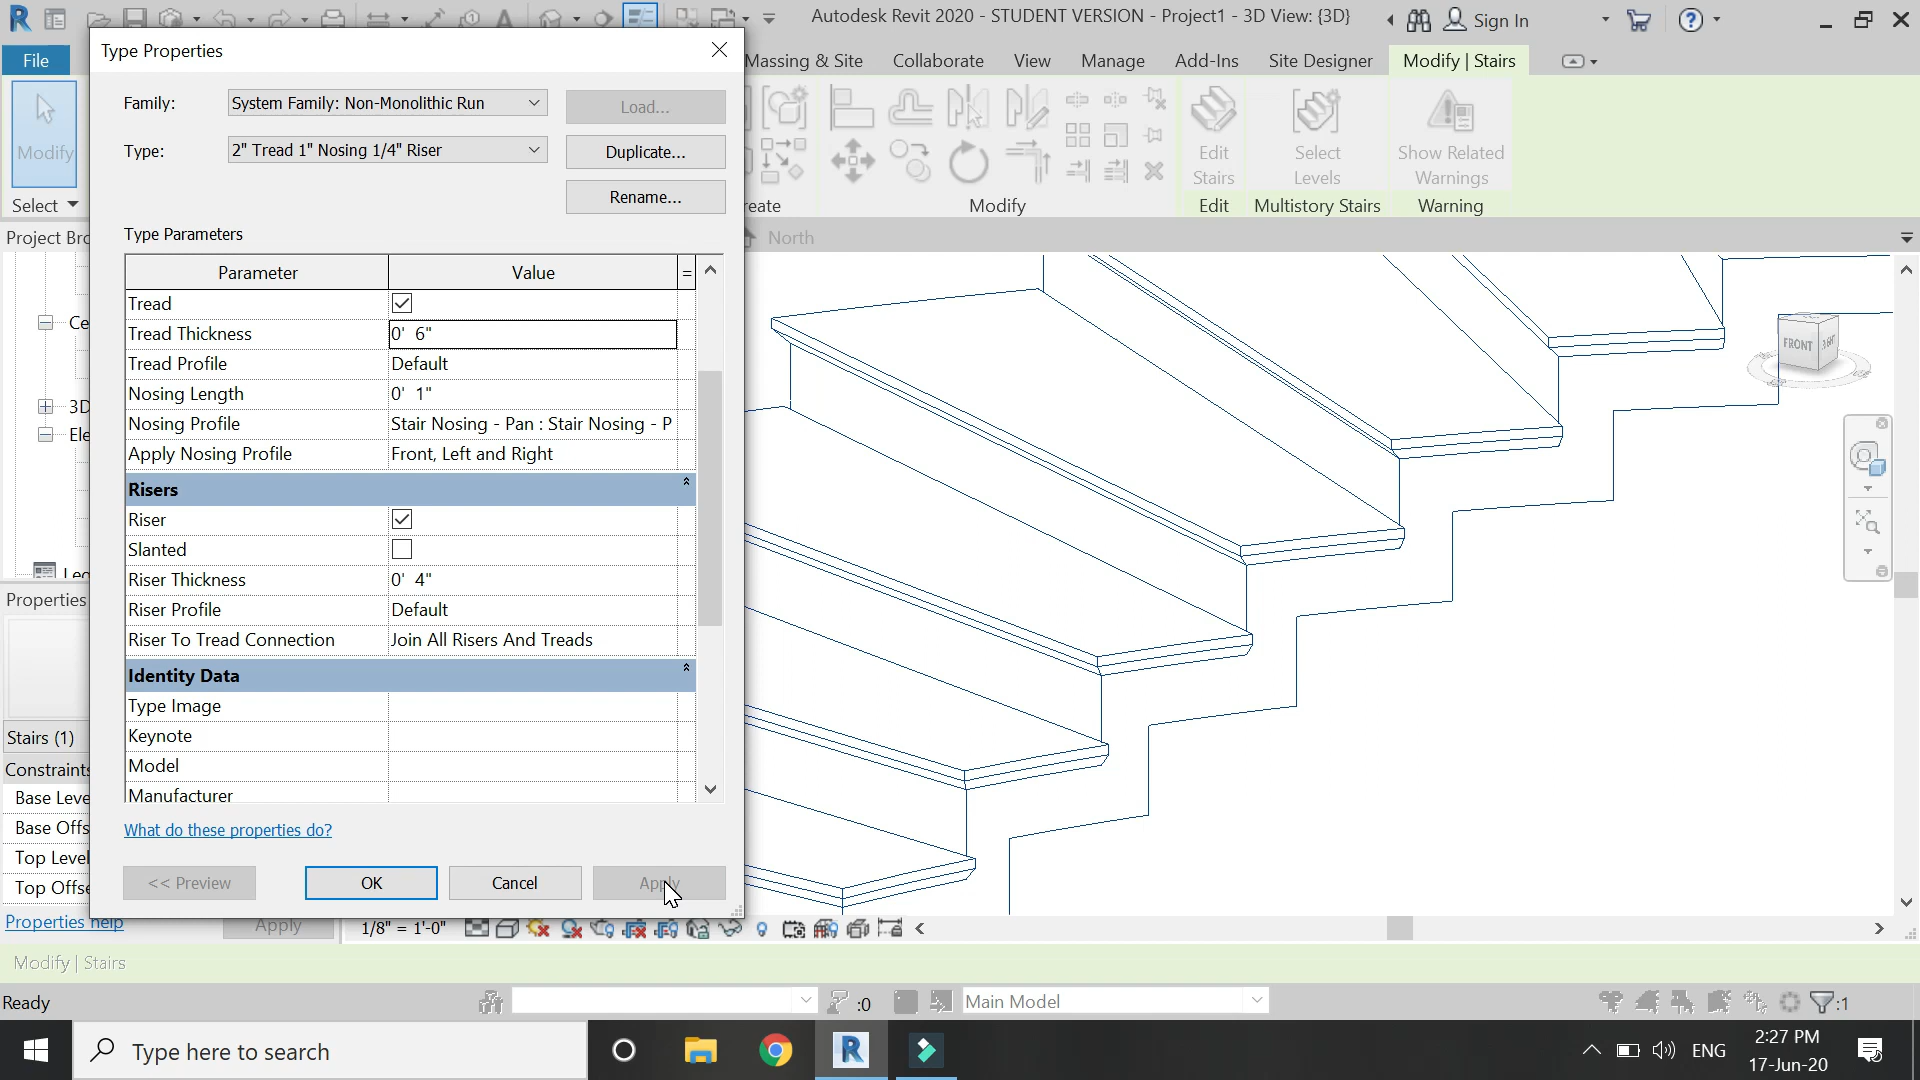 Autodesk Revit 2020 - STUDENT VERSION - Project1 - 3D View: {3D}
Sign In
Type Properties
File
Massing & Site
Collaborate
View
Manage
Add-Ins
Site Designer
Modify | Stairs
Family:
System Family: Non-Monolithic Run
Load...
Type:
2" Tread 1" Nosing 1/4" Riser
Duplicate...
Rename...
Modify
Edit
Stairs
Select
Levels
Show Related
Warnings
Select
eate
Modify
Edit
Multistory Stairs
Warning
Project Bro
North
Type Parameters
Parameter
Value
=
Tread
Tread Thickness
0' 6"
Tread Profile
Default
Nosing Length
0' 1"
Nosing Profile
Stair Nosing - Pan : Stair Nosing - P
Apply Nosing Profile
Front, Left and Right
Risers
Riser
Slanted
Riser Thickness
0' 4"
Riser Profile
Default
Riser To Tread Connection
Join All Risers And Treads
Identity Data
Type Image
Keynote
Model
Manufacturer
What do these properties do?
<< Preview
OK
Cancel
Apply
Ce
3D
Ele
Leg
FRONT
Properties
Stairs (1)
Constraints
Base Leve
Base Offs
Top Level
Top Offse
Properties help
Apply
1/8" = 1'-0"
Modify | Stairs
Ready
:0
Main Model
:1
Type here to search
ENG
2:27 PM
17-Jun-20